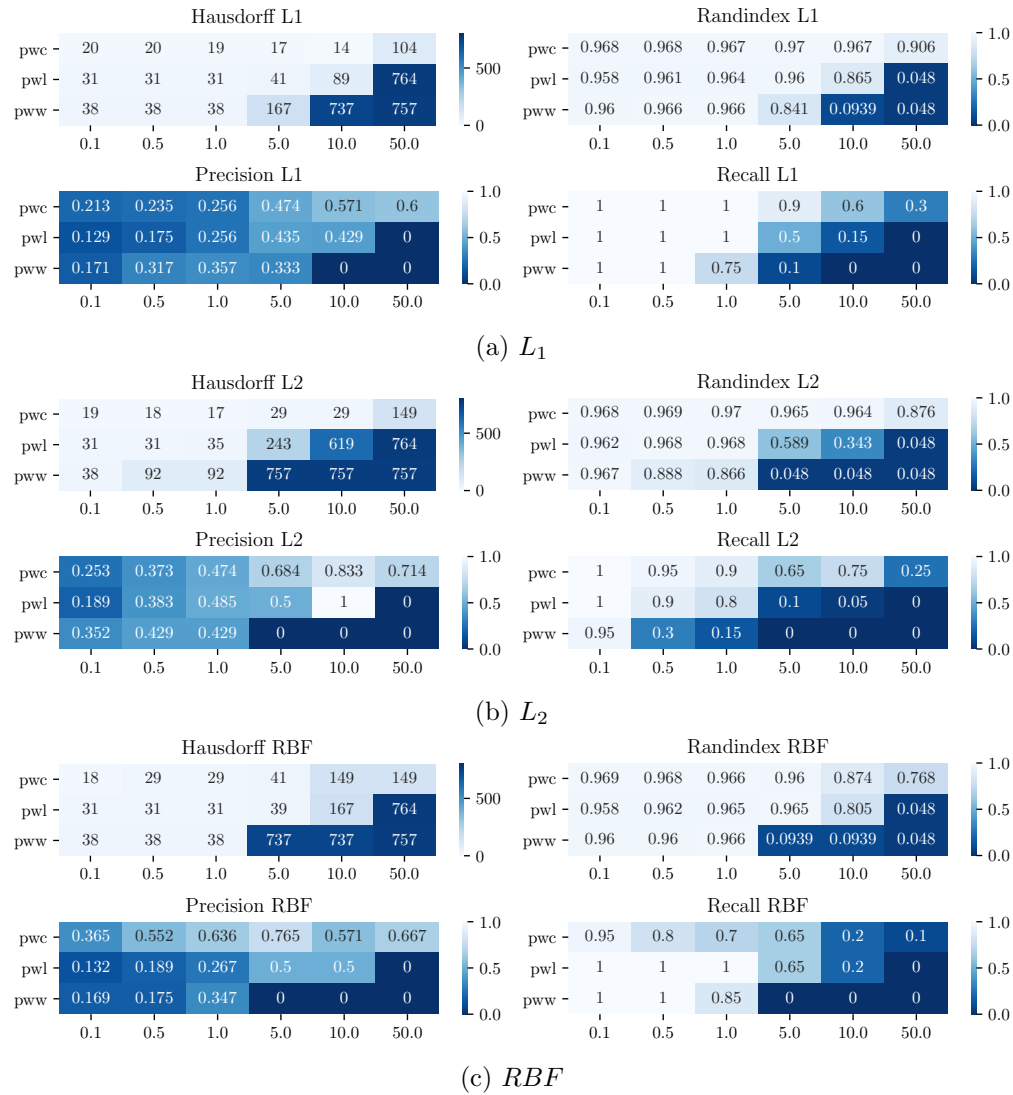 Hausdorff L1
pwc 20 20 19 17 14 104
pwl 31 31 31 41 89 764
pww 38 38 38 167 737 757
0.1 0.5 1.0 5.0 10.0 50.0
500
0
Randindex L1
0.968 0.968 0.967 0.97 0.967 0.906
0.958 0.961 0.964 0.96 0.865 0.048
0.96 0.966 0.966 0.841 0.0939 0.048
0.1 0.5 1.0 5.0 10.0 50.0
1.0
0.5
0.0
Precision L1
pwc 0.213 0.235 0.256 0.474 0.571 0.6
pwl 0.129 0.175 0.256 0.435 0.429 0
pww 0.171 0.317 0.357 0.333 0 0
0.1 0.5 1.0 5.0 10.0 50.0
1.0
0.5
0.0
Recall L1
pwc 1 1 1 0.9 0.6 0.3
pwl 1 1 1 0.5 0.15 0
pww 1 1 0.75 0.1 0 0
0.1 0.5 1.0 5.0 10.0 50.0
1.0
0.5
0.0
(a) L1
Hausdorff L2
pwc 19 18 17 29 29 149
pwl 31 31 35 243 619 764
pww 38 92 92 757 757 757
0.1 0.5 1.0 5.0 10.0 50.0
500
0
Randindex L2
pwc 0.968 0.969 0.97 0.965 0.964 0.876
pwl 0.962 0.968 0.968 0.589 0.343 0.048
pww 0.967 0.888 0.866 0.048 0.048 0.048
0.1 0.5 1.0 5.0 10.0 50.0
1.0
0.5
0.0
Precision L2
pwc 0.253 0.373 0.474 0.684 0.833 0.714
pwl 0.189 0.383 0.485 0.5 1 0
pww 0.352 0.429 0.429 0 0 0
0.1 0.5 1.0 5.0 10.0 50.0
1.0
0.5
0.0
Recall L2
pwc 1 0.95 0.9 0.65 0.75 0.25
pwl 1 0.9 0.8 0.1 0.05 0
pww 0.95 0.3 0.15 0 0 0
0.1 0.5 1.0 5.0 10.0 50.0
1.0
0.5
0.0
(b) L2
Hausdorff RBF
pwc 18 29 29 41 149 149
pwl 31 31 31 39 167 764
pww 38 38 38 737 737 757
0.1 0.5 1.0 5.0 10.0 50.0
500
0
Randindex RBF
pwc 0.969 0.968 0.966 0.96 0.874 0.768
pwl 0.958 0.962 0.965 0.965 0.805 0.048
pww 0.96 0.96 0.966 0.0939 0.0939 0.048
0.1 0.5 1.0 5.0 10.0 50.0
1.0
0.5
0.0
Precision RBF
pwc 0.365 0.552 0.636 0.765 0.571 0.667
pwl 0.132 0.189 0.267 0.5 0.5 0
pww 0.169 0.175 0.347 0 0 0
0.1 0.5 1.0 5.0 10.0 50.0
1.0
0.5
0.0
Recall RBF
pwc 0.95 0.8 0.7 0.65 0.2 0.1
pwl 1 1 1 0.65 0.2 0
pww 1 1 0.85 0 0 0
0.1 0.5 1.0 5.0 10.0 50.0
1.0
0.5
0.0
(c) RBF